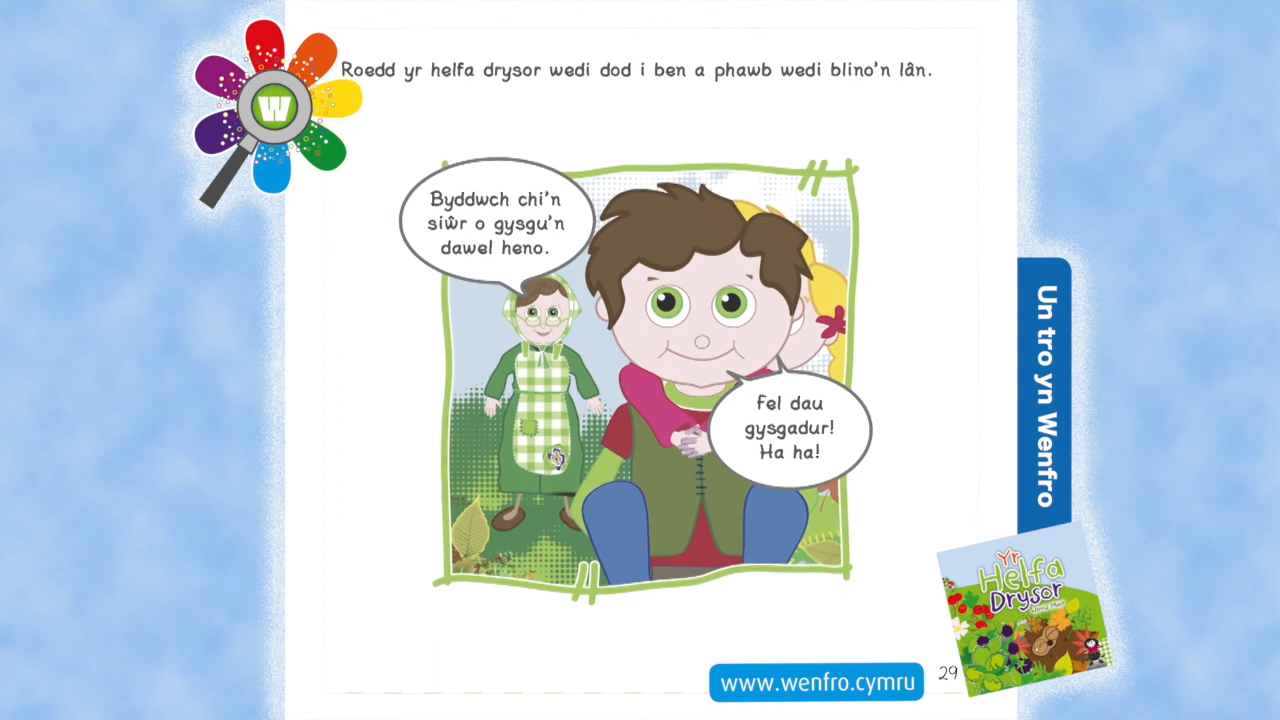 W
Roedd yr helfa drysor wedi dod i ben a phawb wedi blino'n lân.
Byddwch chi'n
siŵr o gysgu'n
dawel heno.
Fel dau
gysgadur!
Ha ha!
Un tro yn Wenfro
Yr
Helfa
Drysor
www.wenfro.cymru
29